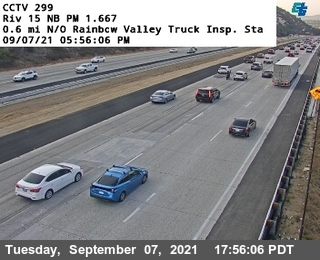 CCTV 299
Riv 15 NB PM 1.667
0.6 mi N/O Rainbow Valley Truck Insp. Sta
09/07/21 05:56:06 PM
Tuesday, September 07, 2021 17:56:06 PDT